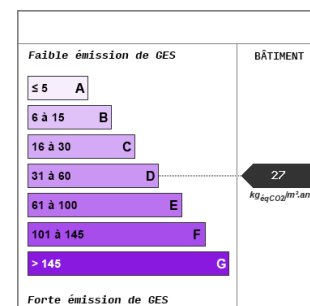 Faible émission de GES
BÂTIMENT
≤ 5 A
6 à 15 B
16 à 30 C
31 à 60 D
27
kgéqCO2/m².an
61 à 100 E
101 à 145 F
> 145 G
Forte émission de GES